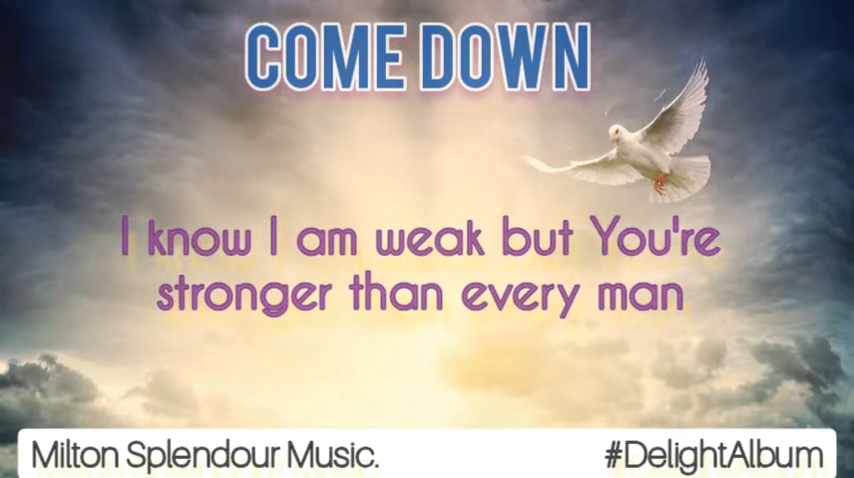 COME DOWN
I know I am weak but You're
stronger than every man
Milton Splendour Music. #DelightAlbum